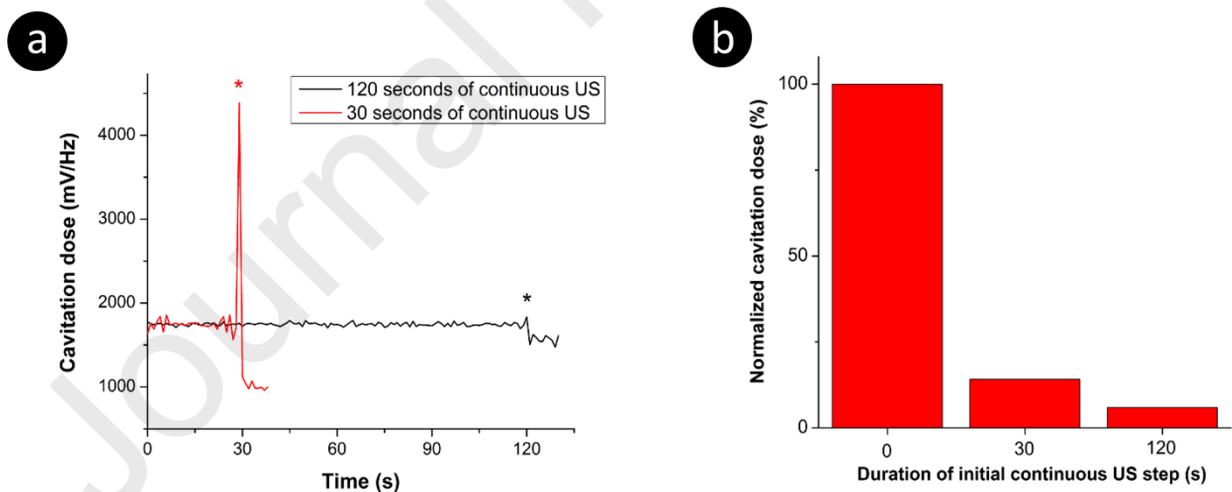 a
Cavitation dose (mV/Hz)
4000
3000
2000
1000
0
30
60
90
120
Time (s)
*
*
120 seconds of continuous US
30 seconds of continuous US
Journal
b
Normalized cavitation dose (%)
100
50
0
0
30
120
Duration of initial continuous US step (s)